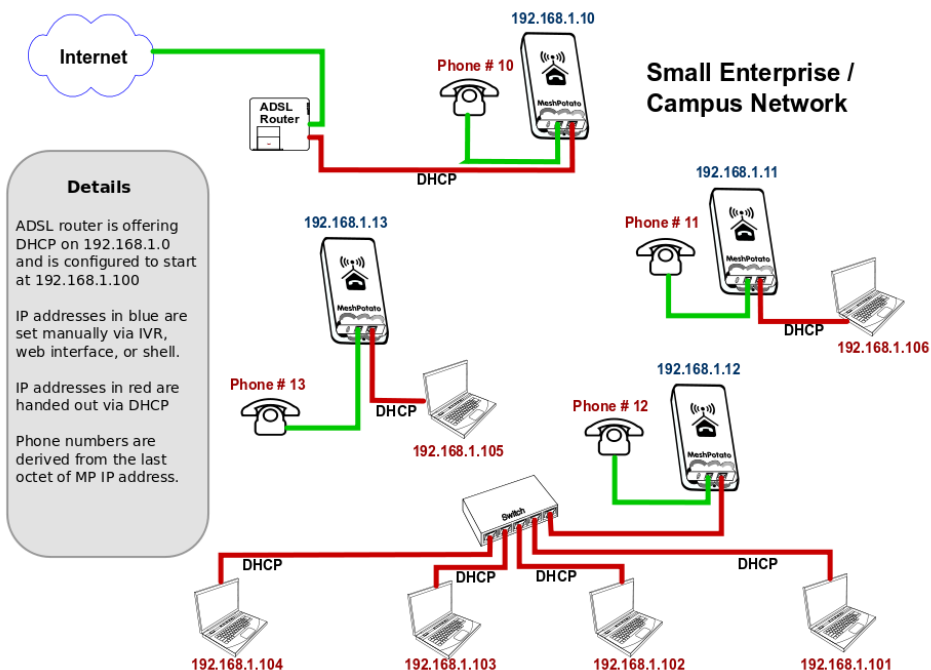 192.168.1.10
Internet
Phone # 10
Small Enterprise /
Campus Network
ADSL
Router
MeshPotato
DHCP
192.168.1.11
Details
ADSL router is offering
DHCP on 192.168.1.0
and is configured to start
at 192.168.1.100
IP addresses in blue are
set manually via IVR,
web interface, or shell.
IP addresses in red are
handed out via DHCP
Phone numbers are
derived from the last
octet of MP IP address.
192.168.1.13
MeshPotato
Phone # 11
MeshPotato
DHCP
192.168.1.106
Phone # 13
DHCP
192.168.1.105
192.168.1.12
Phone # 12
MeshPotato
Switch
DHCP
DHCP
DHCP
DHCP
192.168.1.104
192.168.1.103
192.168.1.102
192.168.1.101